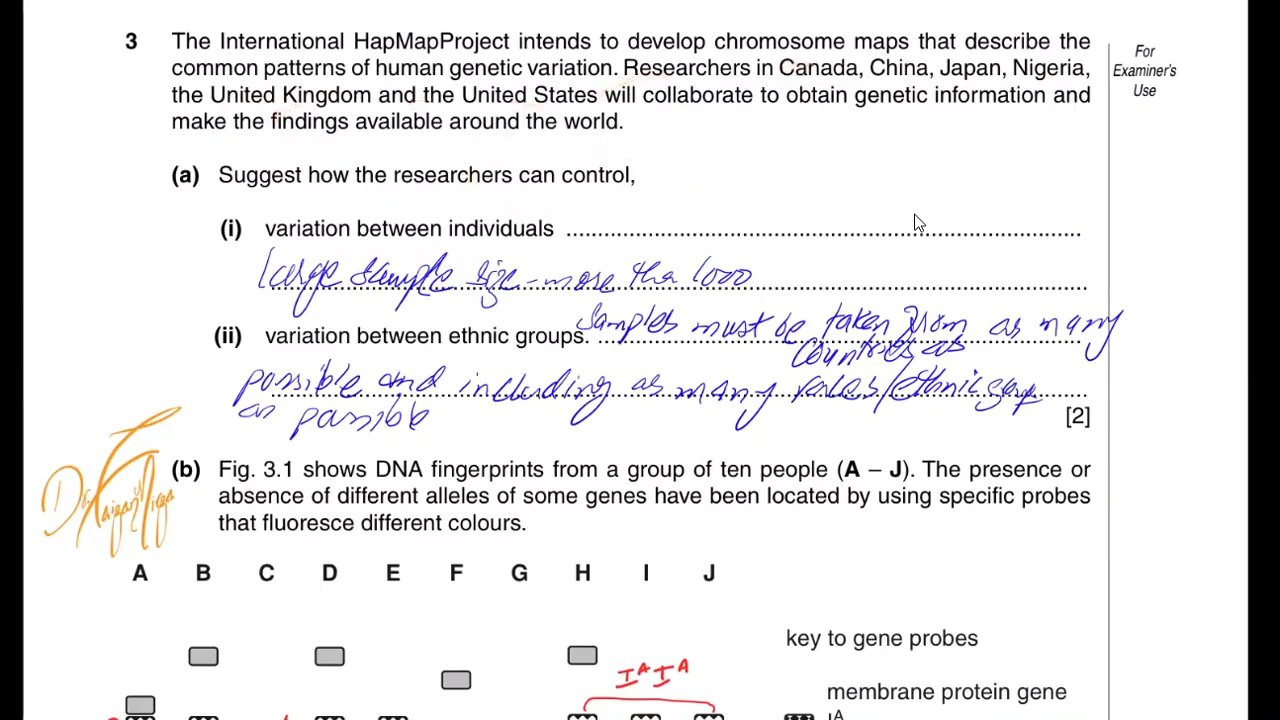 3 The International HapMapProject intends to develop chromosome maps that describe the
common patterns of human genetic variation. Researchers in Canada, China, Japan, Nigeria,
the United Kingdom and the United States will collaborate to obtain genetic information and
make the findings available around the world.
For
Examiner's
Use
(a) Suggest how the researchers can control,
(i) variation between individuals
large sample size - more tha 1000
(ii) variation between ethnic groups. Samples must be taken from as many
countries as
possible and including as many races/ethnic
as possible
[2]
(b) Fig. 3.1 shows DNA fingerprints from a group of ten people (A – J). The presence or
absence of different alleles of some genes have been located by using specific probes
that fluoresce different colours.
A B C D E F G H I J
key to gene probes
I^A I^A
membrane protein gene
I^A